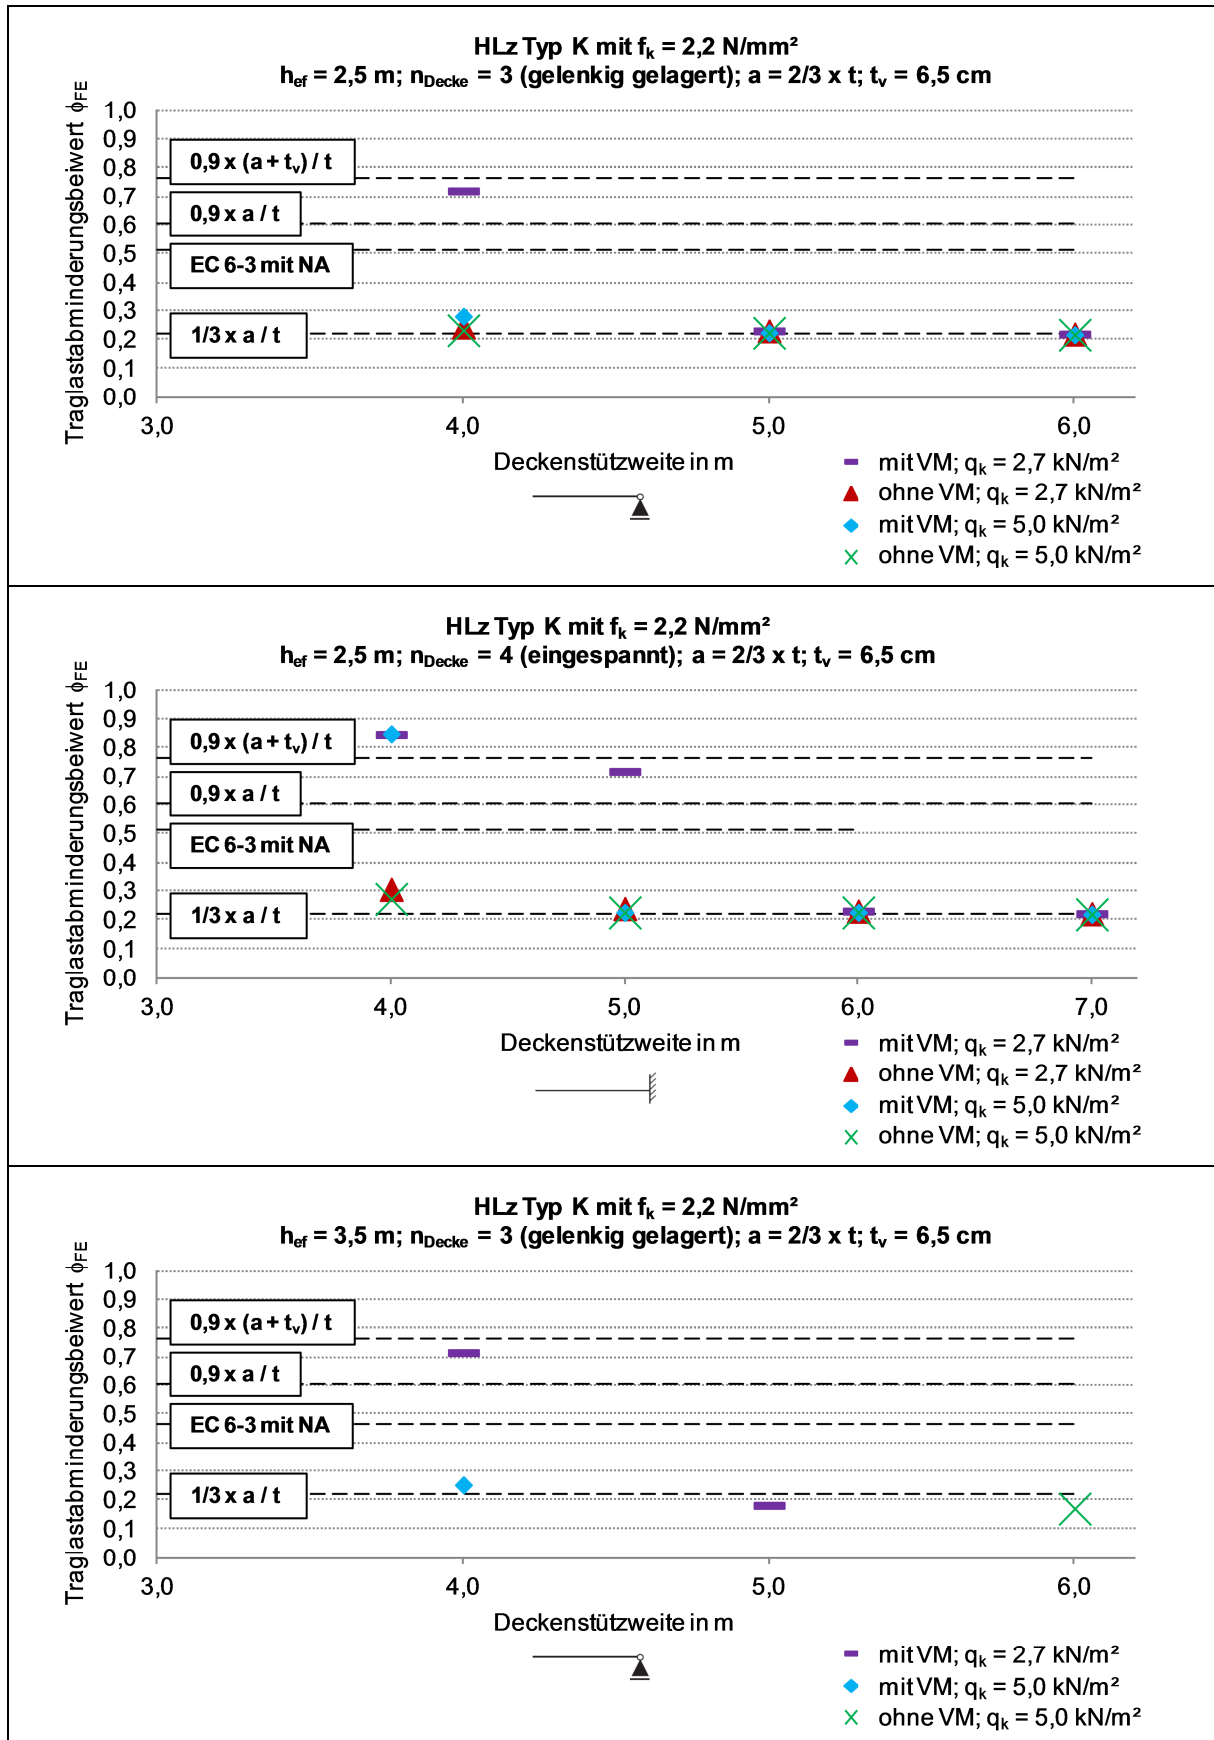 HLz Typ K mit fk = 2,2 N/mm²
hef = 2,5 m; nDecke = 3 (gelenkig gelagert); a = 2/3 x t; tv = 6,5 cm
Traglastabminderungsbeiwert ϕFE
1,0
0,9
0,8
0,7
0,6
0,5
0,4
0,3
0,2
0,1
0,0
0,9 x (a + tv) / t
0,9 x a / t
EC 6-3 mit NA
1/3 x a / t
3,0 4,0 5,0 6,0
Deckenstützweite in m
mit VM; qk = 2,7 kN/m²
ohne VM; qk = 2,7 kN/m²
mit VM; qk = 5,0 kN/m²
ohne VM; qk = 5,0 kN/m²
HLz Typ K mit fk = 2,2 N/mm²
hef = 2,5 m; nDecke = 4 (eingespannt); a = 2/3 x t; tv = 6,5 cm
Traglastabminderungsbeiwert ϕFE
1,0
0,9
0,8
0,7
0,6
0,5
0,4
0,3
0,2
0,1
0,0
0,9 x (a + tv) / t
0,9 x a / t
EC 6-3 mit NA
1/3 x a / t
3,0 4,0 5,0 6,0 7,0
Deckenstützweite in m
mit VM; qk = 2,7 kN/m²
ohne VM; qk = 2,7 kN/m²
mit VM; qk = 5,0 kN/m²
ohne VM; qk = 5,0 kN/m²
HLz Typ K mit fk = 2,2 N/mm²
hef = 3,5 m; nDecke = 3 (gelenkig gelagert); a = 2/3 x t; tv = 6,5 cm
Traglastabminderungsbeiwert ϕFE
1,0
0,9
0,8
0,7
0,6
0,5
0,4
0,3
0,2
0,1
0,0
0,9 x (a + tv) / t
0,9 x a / t
EC 6-3 mit NA
1/3 x a / t
3,0 4,0 5,0 6,0
Deckenstützweite in m
mit VM; qk = 2,7 kN/m²
mit VM; qk = 5,0 kN/m²
ohne VM; qk = 5,0 kN/m²